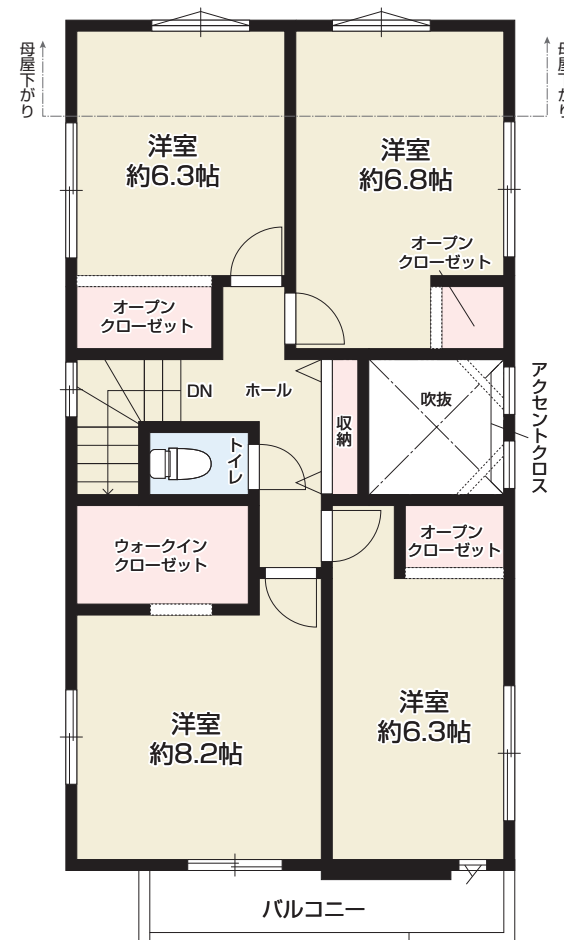 母屋下がり
母屋下がり
洋室
約6.3帖
洋室
約6.8帖
オープン
クローゼット
オープン
クローゼット
DN
ホール
収納
吹抜
アクセントクロス
トイレ
ウォークイン
クローゼット
オープン
クローゼット
洋室
約8.2帖
洋室
約6.3帖
バルコニー